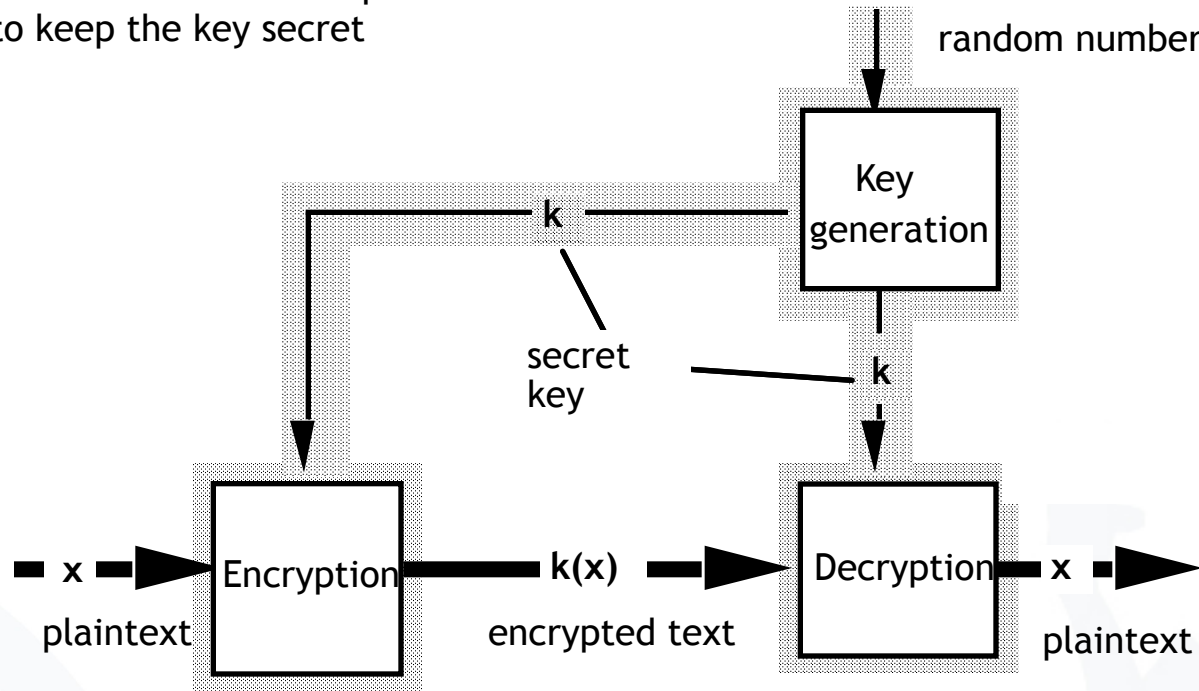 to keep the key secret
random number
Key
generation
k
secret
key
k
x
Encryption
k(x)
Decryption
x
plaintext
encrypted text
plaintext